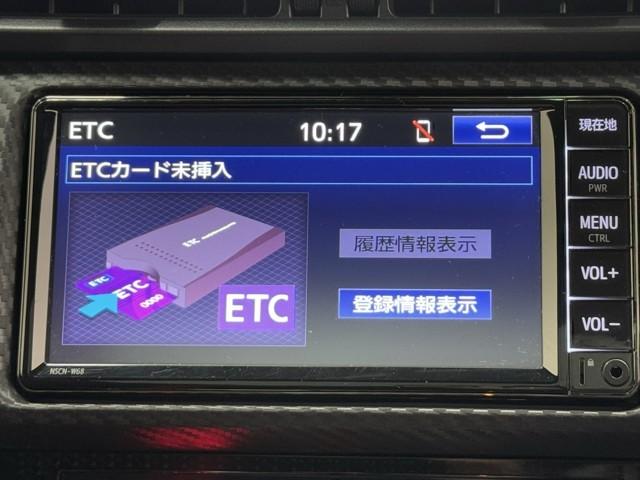 ETC 10:17
現在地
ETCカード未挿入
AUDIO
PWR
ETC
履歴情報表示
MENU
CTRL
ETC
ETC
0000
ETC
登録情報表示
VOL+
VOL−
NSCN-W68